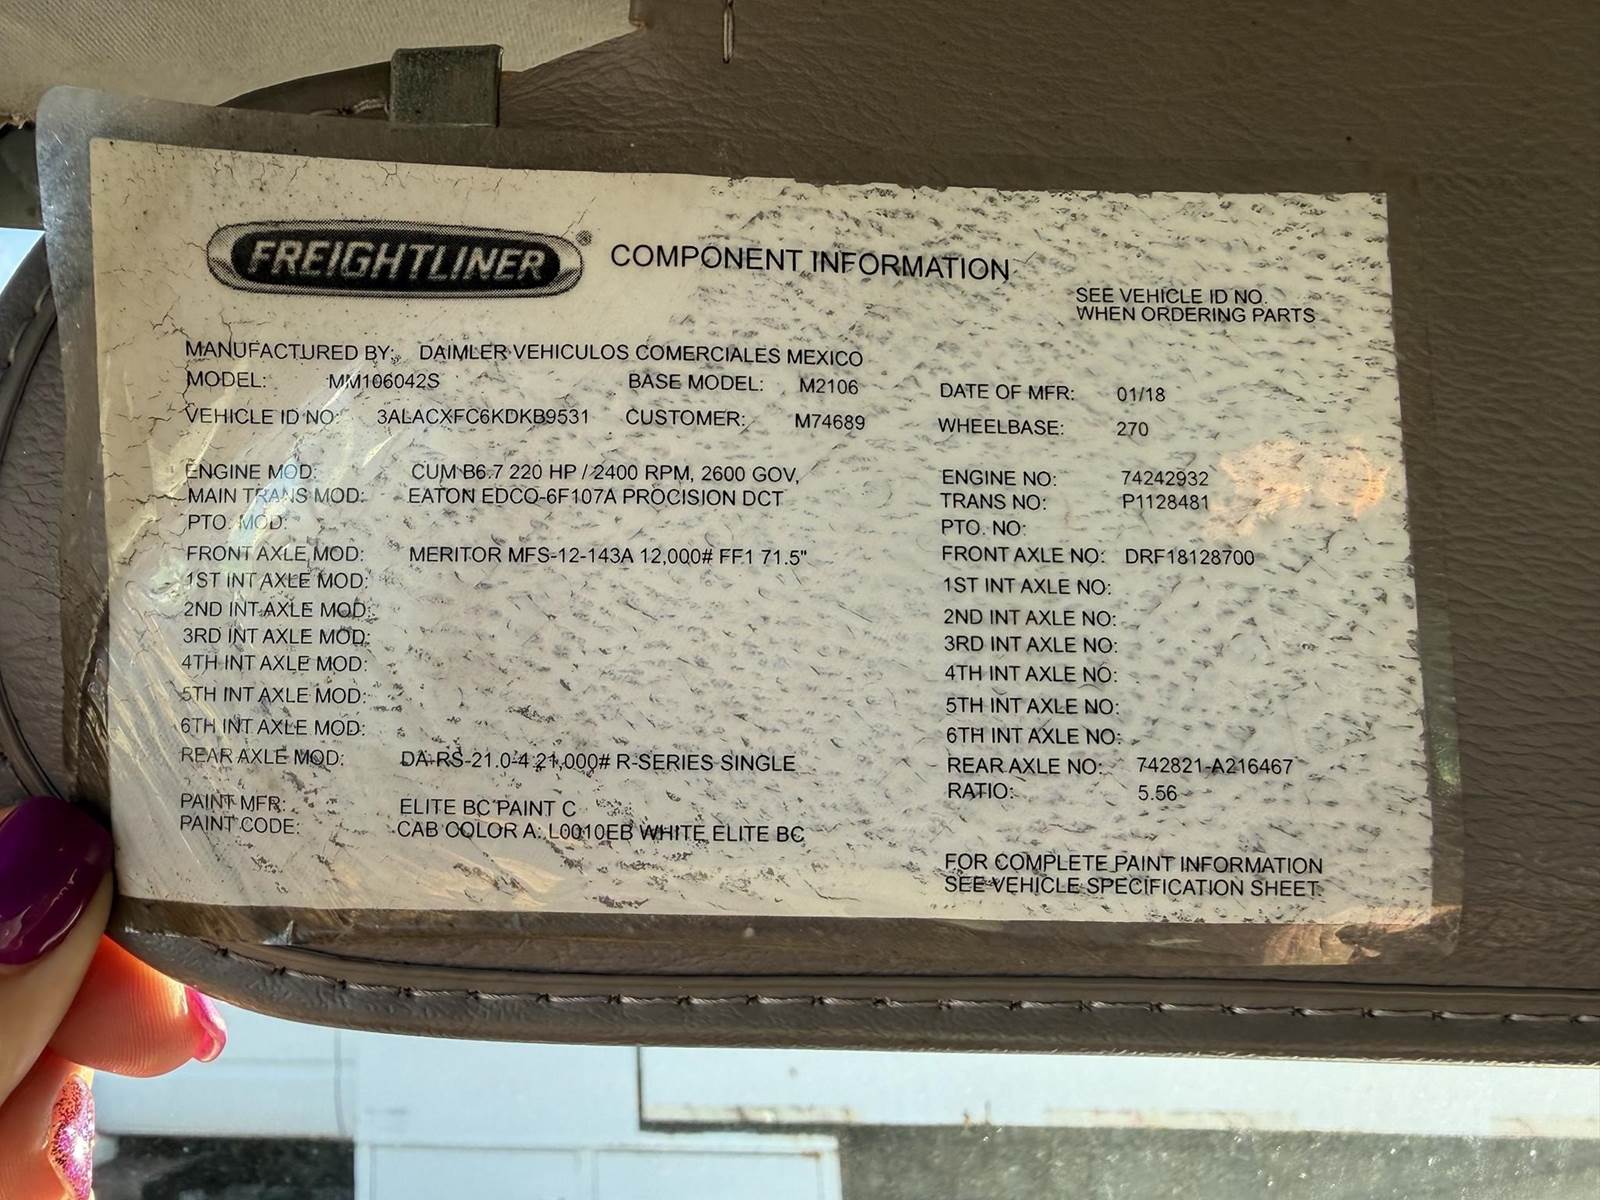 FREIGHTLINER® COMPONENT INFORMATION
SEE VEHICLE ID NO.
WHEN ORDERING PARTS
MANUFACTURED BY: DAIMLER VEHICULOS COMERCIALES MEXICO
MODEL: MM106042S BASE MODEL: M2106 DATE OF MFR: 01/18
VEHICLE ID NO: 3ALACXFC6KDKB9531 CUSTOMER: M74689 WHEELBASE: 270
ENGINE MOD: CUM B6.7 220 HP / 2400 RPM, 2600 GOV, ENGINE NO: 74242932
MAIN TRANS MOD: EATON EDCO-6F107A PROCISION DCT TRANS NO: P1128481
PTO. MOD: PTO. NO:
FRONT AXLE MOD: MERITOR MFS-12-143A 12,000# FF1 71.5" FRONT AXLE NO: DRF18128700
1ST INT AXLE MOD: 1ST INT AXLE NO:
2ND INT AXLE MOD: 2ND INT AXLE NO:
3RD INT AXLE MOD: 3RD INT AXLE NO:
4TH INT AXLE MOD: 4TH INT AXLE NO:
5TH INT AXLE MOD: 5TH INT AXLE NO:
6TH INT AXLE MOD: 6TH INT AXLE NO:
REAR AXLE MOD: DA-RS-21.0-4 21,000# R-SERIES SINGLE REAR AXLE NO: 742821-A216467
RATIO: 5.56
PAINT MFR: ELITE BC PAINT C
PAINT CODE: CAB COLOR A: L0010EB WHITE ELITE BC
FOR COMPLETE PAINT INFORMATION
SEE VEHICLE SPECIFICATION SHEET.